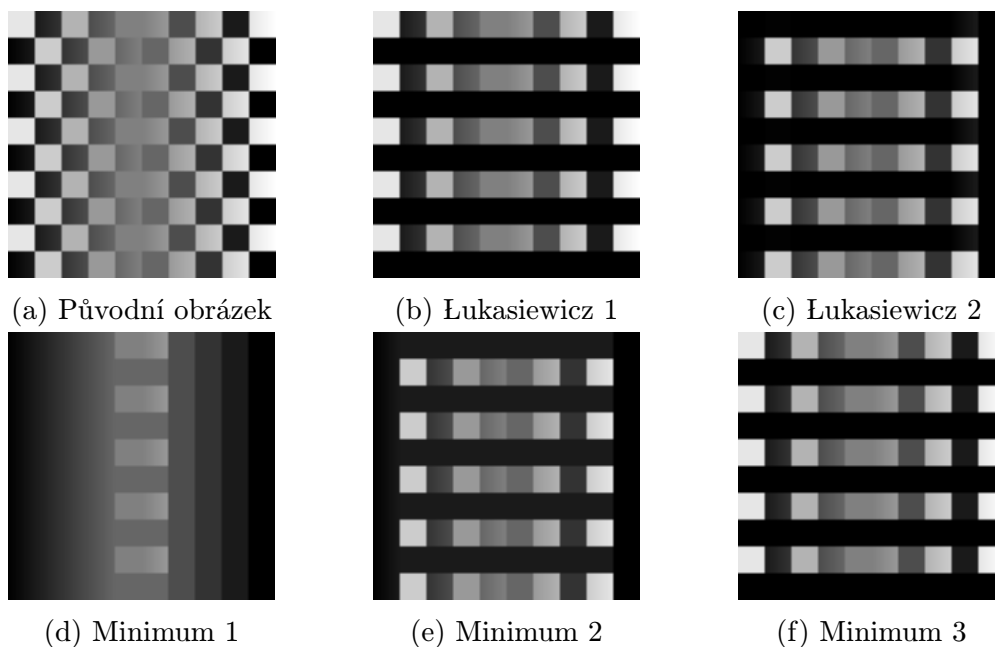 (a) Původní obrázek
(b) Łukasiewicz 1
(c) Łukasiewicz 2
(d) Minimum 1
(e) Minimum 2
(f) Minimum 3